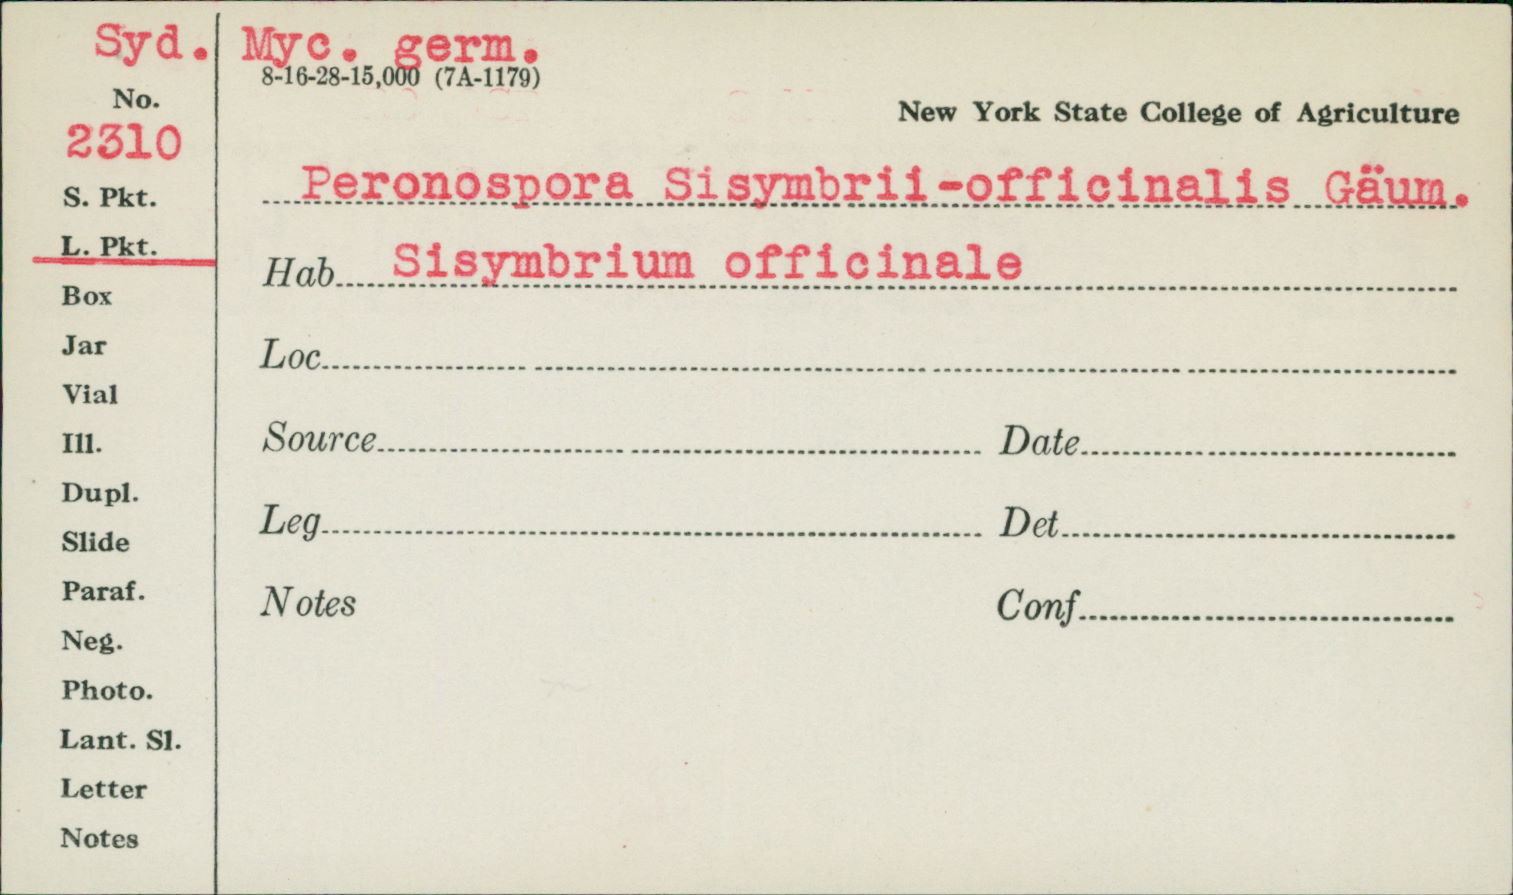 Syd. Myc. germ.
8-16-28-15,000 (7A-1179)
No.
New York State College of Agriculture
2310
Peronospora Sisymbrii-officinalis Gäum.
S. Pkt.
L. Pkt.
Hab Sisymbrium officinale
Box
Jar
Loc
Vial
Ill.
Source Date
Dupl.
Slide
Leg Det
Paraf.
Notes Conf
Neg.
Photo.
Lant. Sl.
Letter
Notes